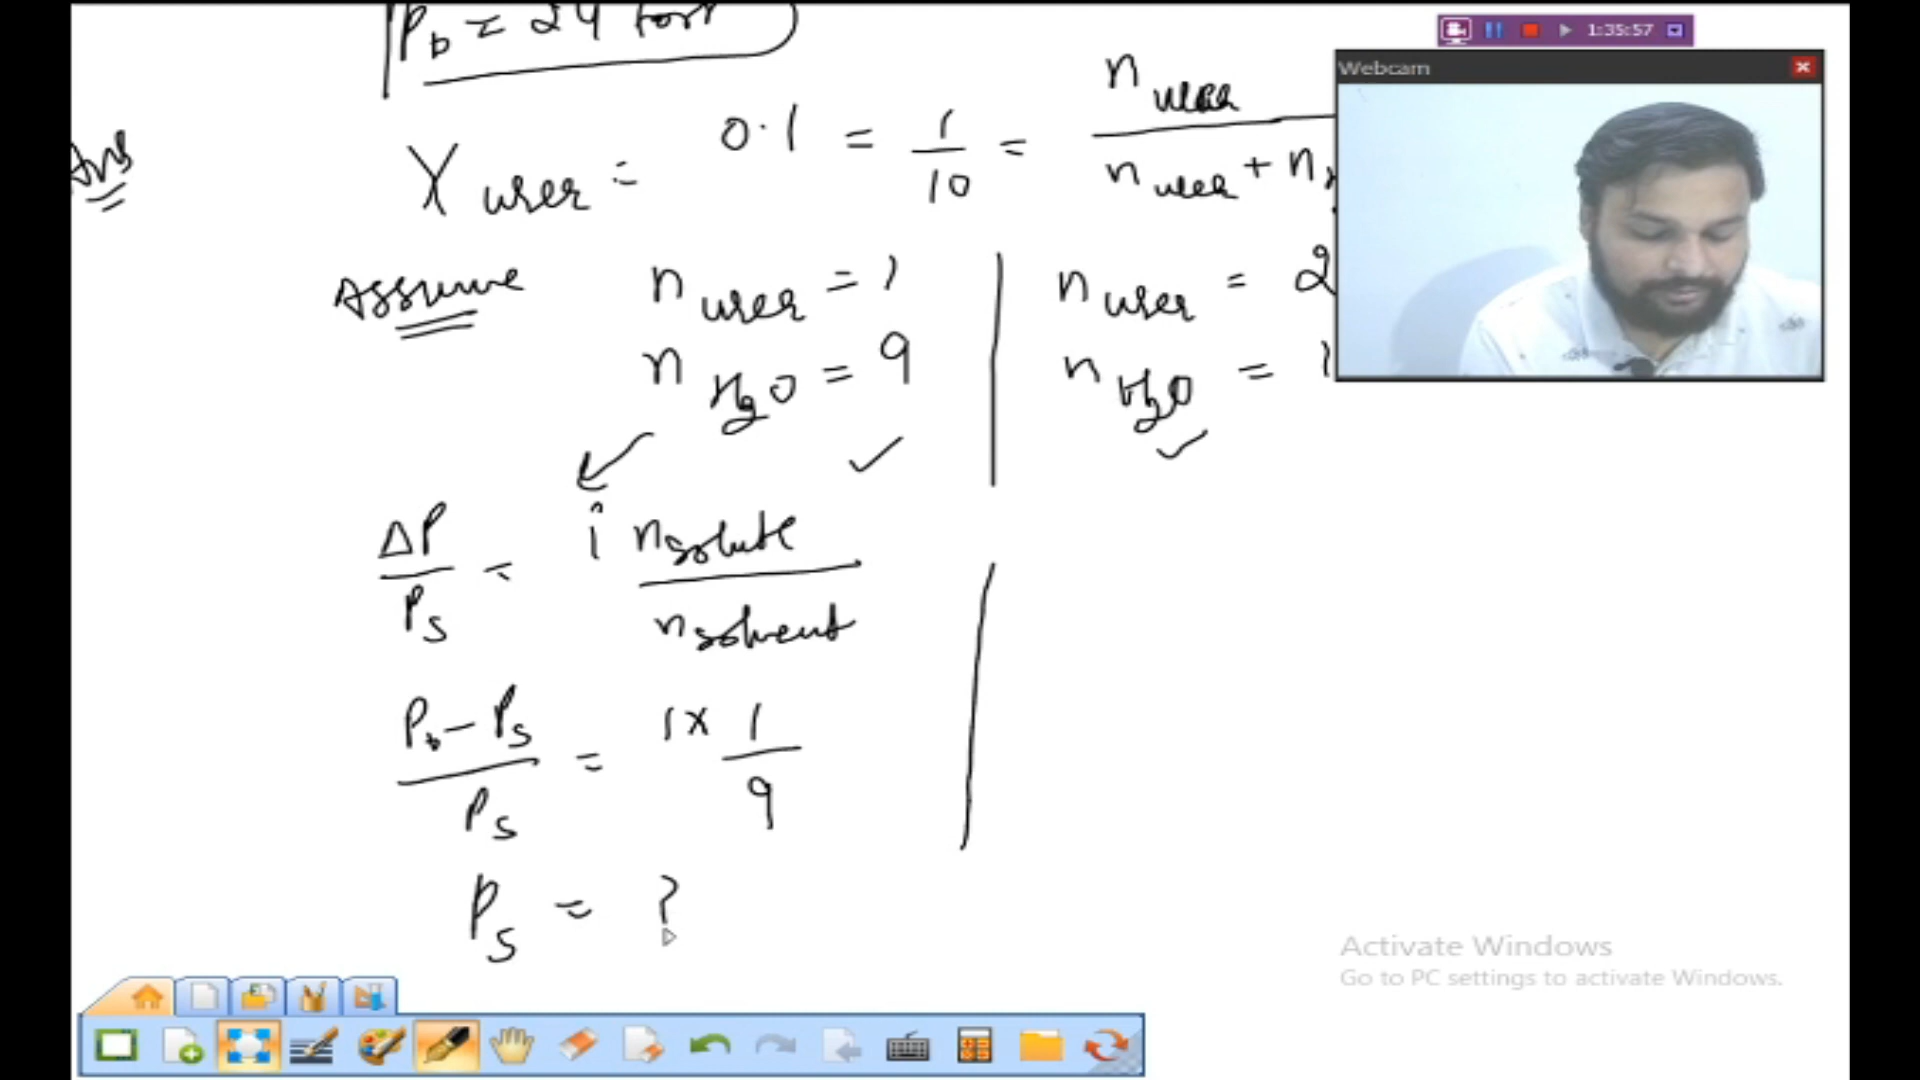 P_b = 24 torr
1:35:57
Webcam
Ans
X urea = 0.1 = 1/10 = n urea / n urea + n
Assume n urea = 1 | n urea = 2
n H2O = 9 | n H2O = 1
ΔP/Ps = i n solute / n solvent
Po - Ps / Ps = 1 x 1/9
Ps = ?
Activate Windows
Go to PC settings to activate Windows.